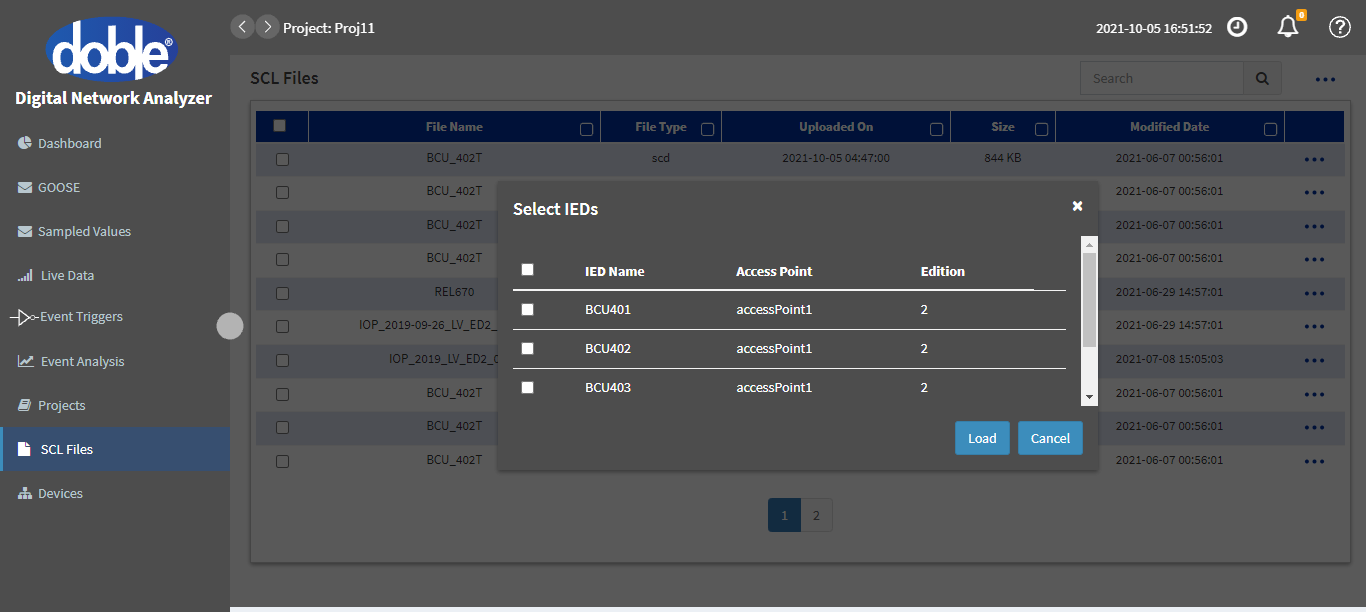 doble®
Digital Network Analyzer
Dashboard
GOOSE
Sampled Values
Live Data
Event Triggers
Event Analysis
Projects
SCL Files
Devices
Project: Proj11
2021-10-05 16:51:52
0
SCL Files
Search
File Name File Type Uploaded On Size Modified Date
BCU_402T scd 2021-10-05 04:47:00 844 KB 2021-06-07 00:56:01
BCU_402T 2021-06-07 00:56:01
BCU_402T 2021-06-07 00:56:01
BCU_402T 2021-06-07 00:56:01
REL670 2021-06-29 14:57:01
IOP_2019-09-26_LV_ED2_ 2021-06-29 14:57:01
IOP_2019_LV_ED2_ 2021-07-08 15:05:03
BCU_402T 2021-06-07 00:56:01
BCU_402T 2021-06-07 00:56:01
BCU_402T 2021-06-07 00:56:01
Select IEDs
IED Name Access Point Edition
BCU401 accessPoint1 2
BCU402 accessPoint1 2
BCU403 accessPoint1 2
Load Cancel
1 2